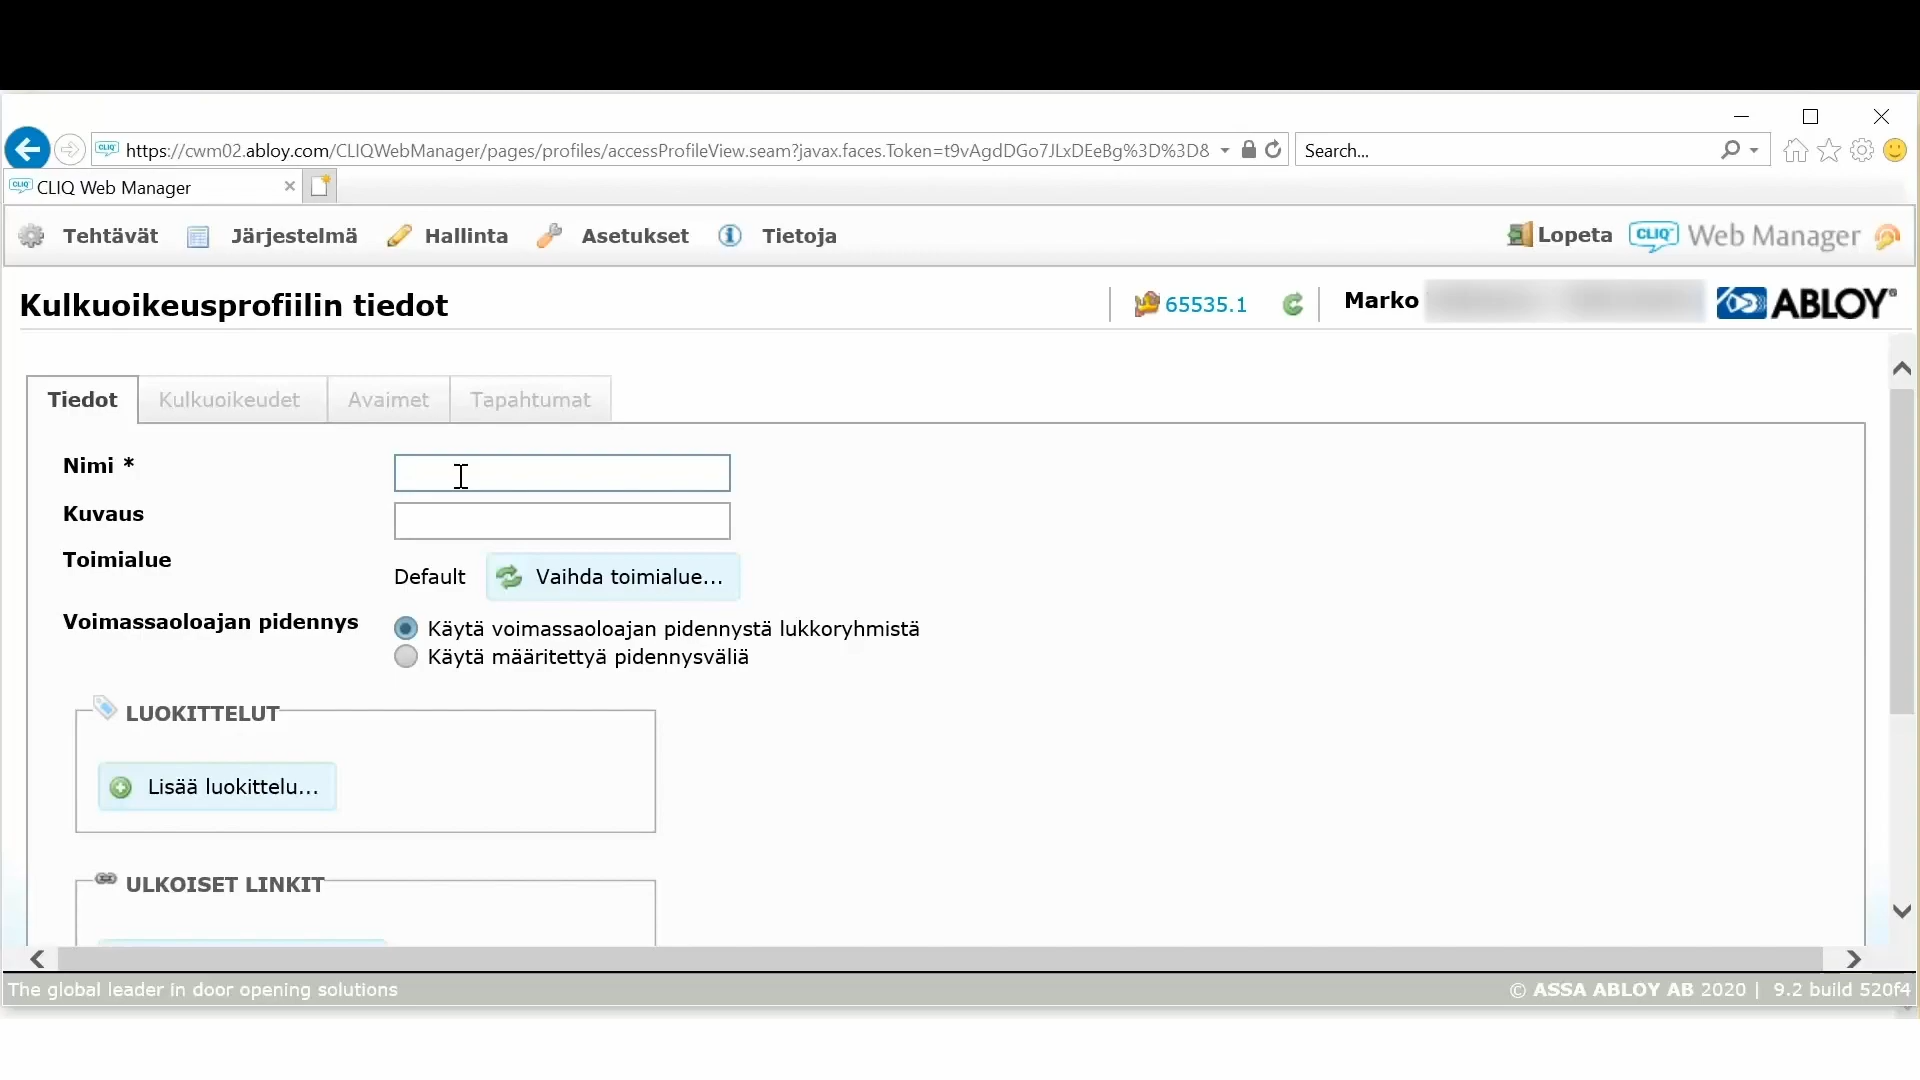 https://cwm02.abloy.com/CLIQWebManager/pages/profiles/accessProfileView.seam?javax.faces.Token=t9vAgdDGo7JLxDEeBg%3D%3D8
Search...
CLIQ CLIQ Web Manager
Tehtävät Järjestelmä Hallinta Asetukset Tietoja
Lopeta CLIQ Web Manager
Kulkuoikeusprofiilin tiedot
65535.1
Marko
ABLOY
Tiedot Kulkuoikeudet Avaimet Tapahtumat
Nimi *
Kuvaus
Toimialue
Default Vaihda toimialue...
Voimassaoloajan pidennys
Käytä voimassaoloajan pidennystä lukkoryhmistä
Käytä määritettyä pidennysväliä
LUOKITTELUT
Lisää luokittelu...
ULKOISET LINKIT
The global leader in door opening solutions
© ASSA ABLOY AB 2020 | 9.2 build 520f4